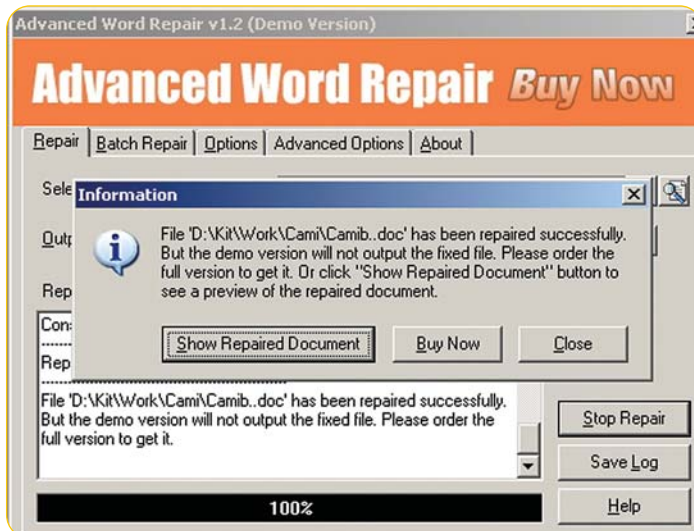 Advanced Word Repair v1.2 (Demo Version)
Advanced Word Repair Buy Now
Repair Batch Repair Options Advanced Options About
Sele
Information
Outp
File 'D:\Kit\Work\Cami\Camib..doc' has been repaired successfully.
But the demo version will not output the fixed file. Please order the
full version to get it. Or click "Show Repaired Document" button to
see a preview of the repaired document.
Rep
Show Repaired Document Buy Now Close
Cons
Rep
File 'D:\Kit\Work\Cami\Camib..doc' has been repaired successfully.
But the demo version will not output the fixed file. Please order the
full version to get it.
Stop Repair
Save Log
100%
Help